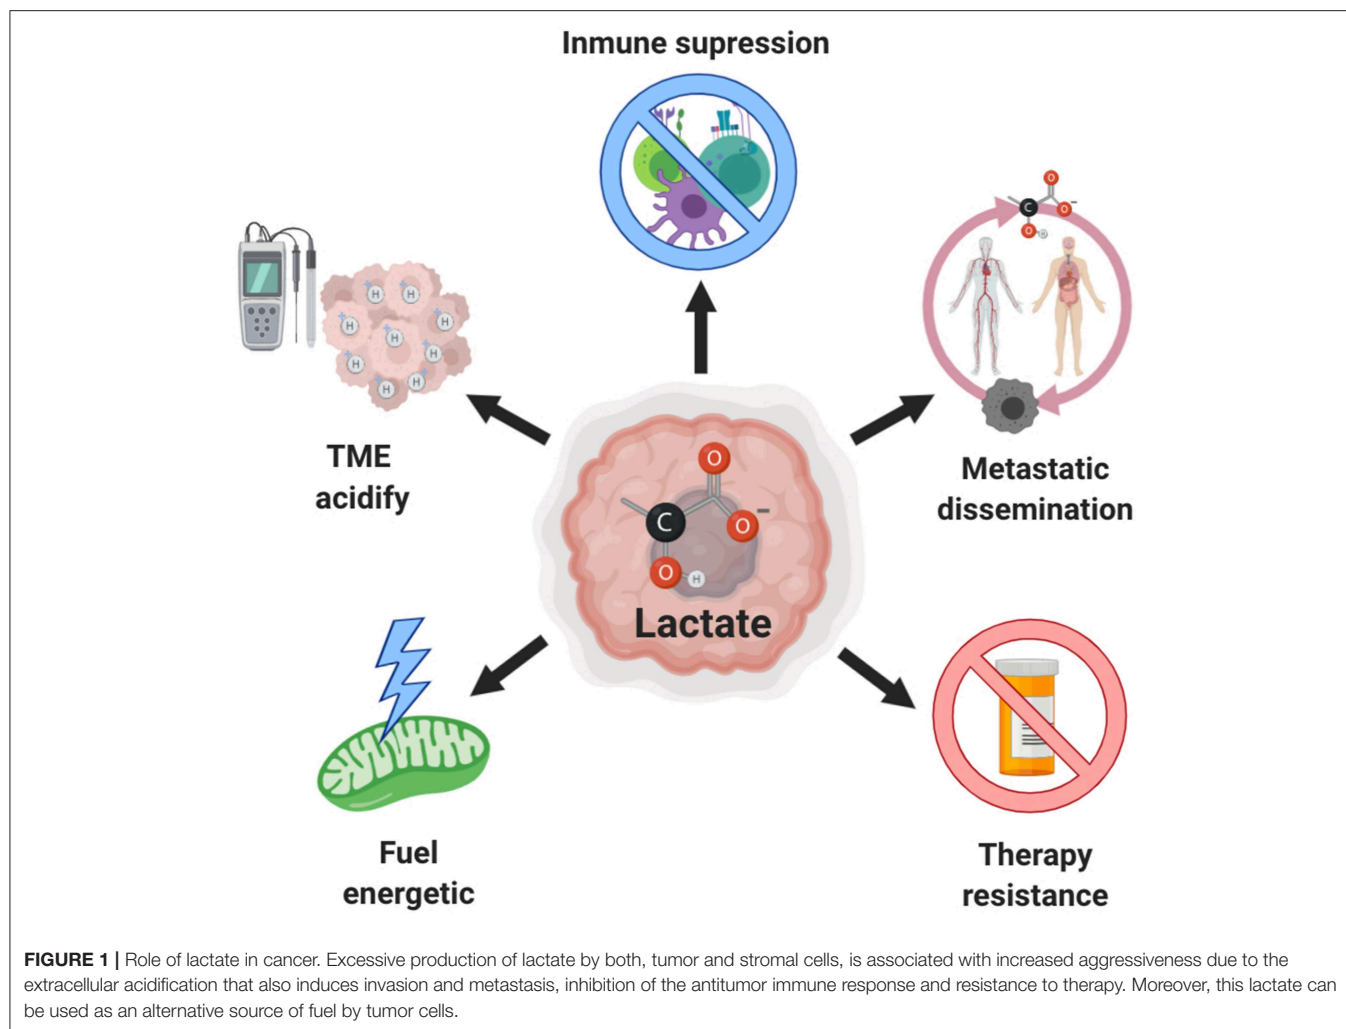 Inmune supression
TME
acidify
Metastatic
dissemination
C
O
O
-
O
H
Lactate
Fuel
energetic
Therapy
resistance
FIGURE 1 | Role of lactate in cancer. Excessive production of lactate by both, tumor and stromal cells, is associated with increased aggressiveness due to the
extracellular acidification that also induces invasion and metastasis, inhibition of the antitumor immune response and resistance to therapy. Moreover, this lactate can
be used as an alternative source of fuel by tumor cells.